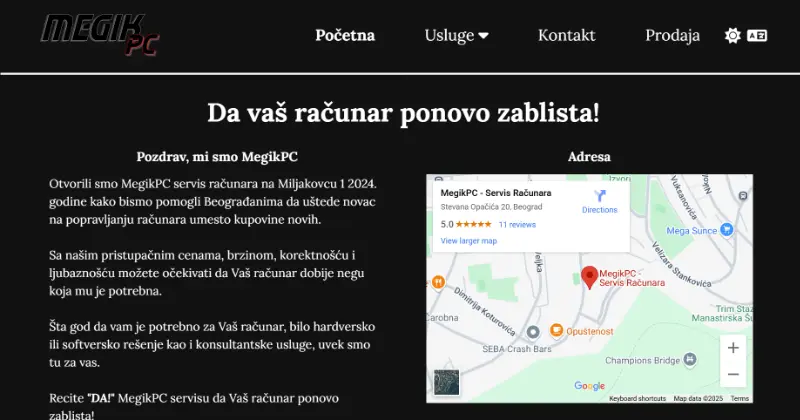 MEGIK
PC
Početna
Usluge
Kontakt
Prodaja
Da vaš računar ponovo zablista!
Pozdrav, mi smo MegikPC
Otvorili smo MegikPC servis računara na Miljakovcu 1 2024.
godine kako bismo pomogli Beograđanima da uštede novac
na popravljanju računara umesto kupovine novih.
Sa našim pristupačnim cenama, brzinom, korektnošću i
ljubaznošću možete očekivati da Vaš računar dobije negu
koja mu je potrebna.
Šta god da vam je potrebno za Vaš računar, bilo hardversko
ili softversko rešenje kao i konsultantske usluge, uvek smo
tu za vas.
Recite "DA!" MegikPC servisu da Vaš računar ponovo
zablista!
Adresa
MegikPC - Servis Računara
Stevana Opačića 20, Beograd
5.0
11 reviews
View larger map
Directions
Izvpri
Vuksanovića
Mega Sunce
Velizara Stankovića
MegikPC -
Servis Računara
Dimitrija Koturovića
Carobna
Opuštenost
SEBA Crash Bars
Trim Staz
Manastirska Šum
Champions Bridge
Google
Keyboard shortcuts
Map data ©2025
Terms